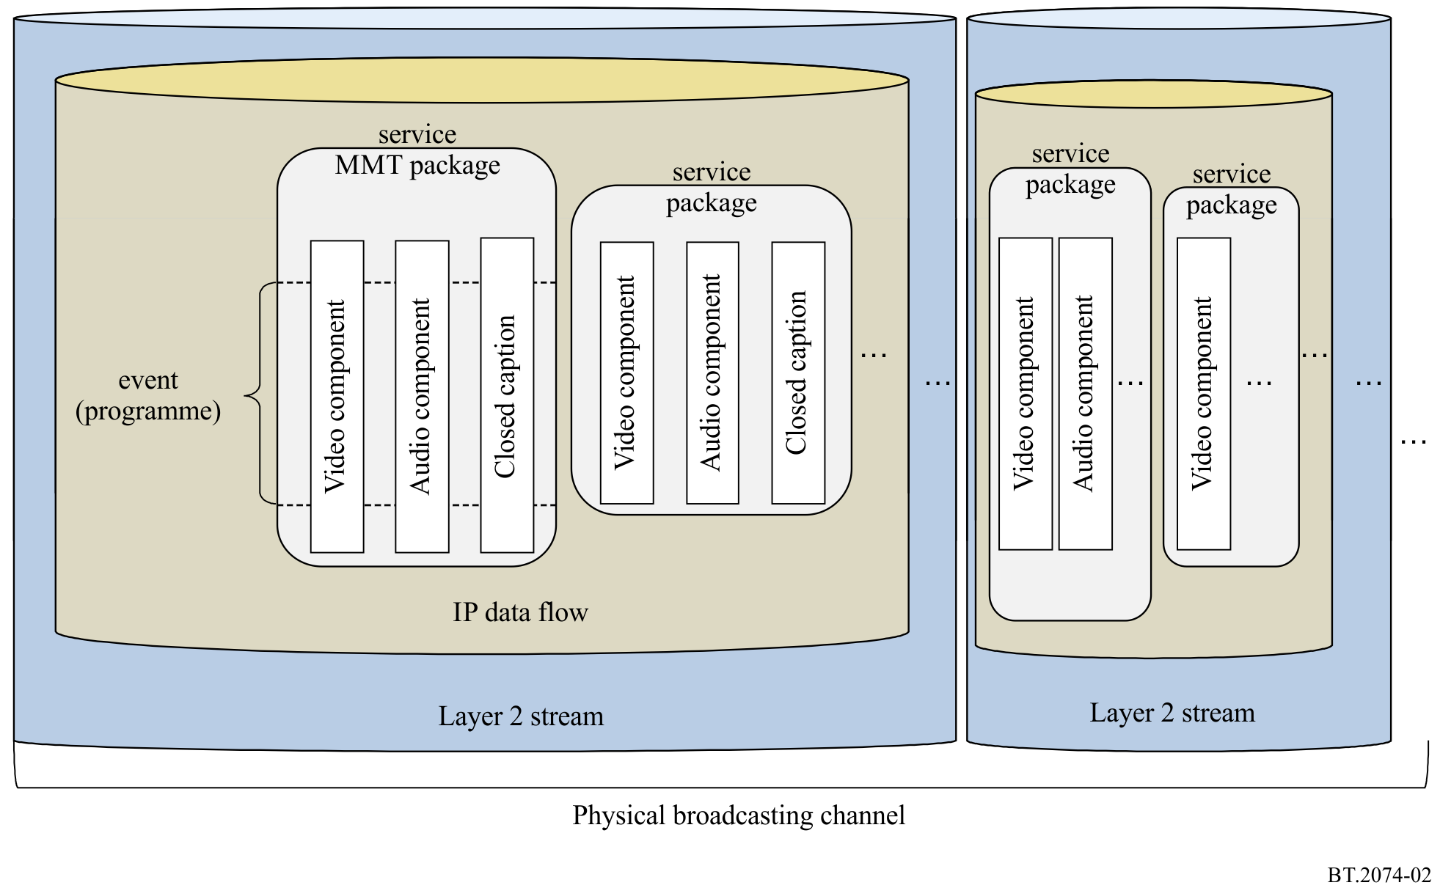 service
MMT package
Video component
Audio component
Closed caption
event
(programme)
service
package
Video component
Audio component
Closed caption
...
IP data flow
...
Layer 2 stream
service
package
Video component
Audio component
...
service
package
Video component
...
...
...
Layer 2 stream
...
Physical broadcasting channel
BT.2074-02